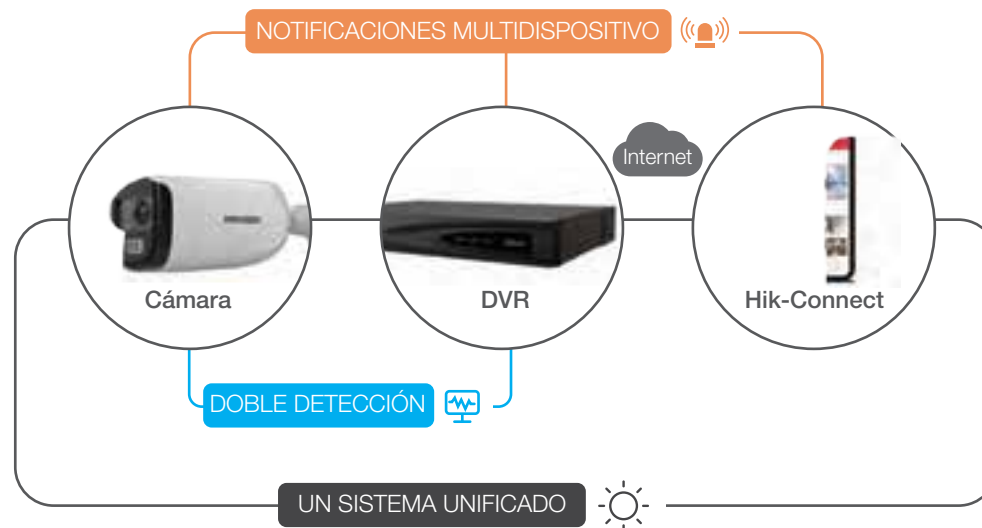 NOTIFICACIONES MULTIDISPOSITIVO
Internet
Cámara
DVR
Hik-Connect
DOBLE DETECCIÓN
UN SISTEMA UNIFICADO